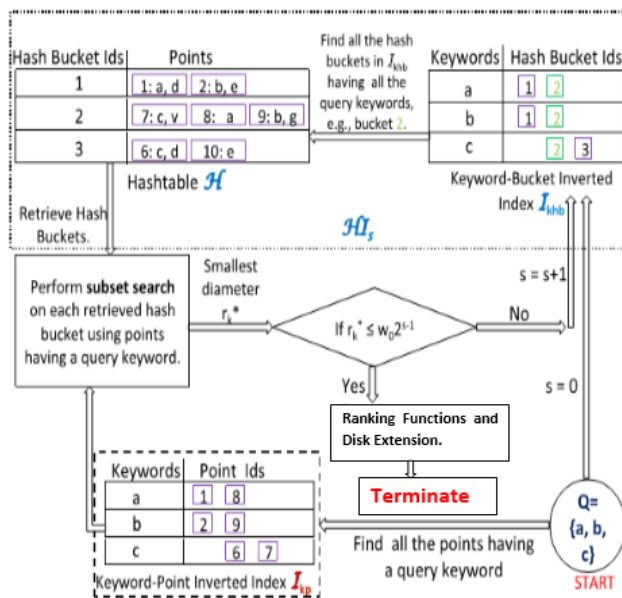 Hash Bucket Ids Points
1 1: a, d 2: b, e
2 7: c, v 8: a 9: b, g
3 6: c, d 10: e
Hashtable H
Find all the hash
buckets in I_khb
having all the
query keywords,
e.g., bucket 2.
Keywords Hash Bucket Ids
a 1 2
b 1 2
c 2 3
Keyword-Bucket Inverted
Index I_khb
HI_s
Retrieve Hash
Buckets.
Perform subset search
on each retrieved hash
bucket using points
having a query keyword.
Smallest
diameter
r_k*
If r_k* ≤ w_0 2^s-1
No
s = s+1
s = 0
Yes
Ranking Functions and
Disk Extension.
Terminate
Keywords Point Ids
a 1 8
b 2 9
c 6 7
Keyword-Point Inverted Index I_kp
Find all the points having
a query keyword
Q=
{a, b,
c}
START